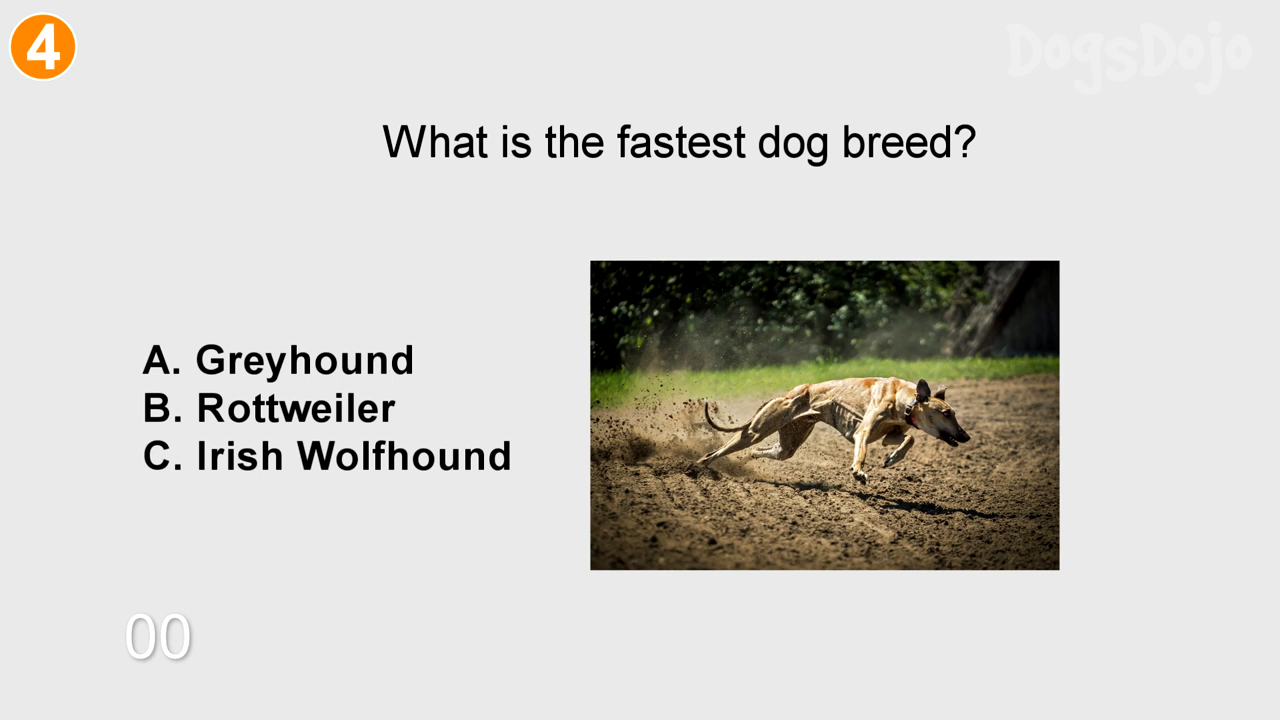 4
DogsDojo
What is the fastest dog breed?
A. Greyhound
B. Rottweiler
C. Irish Wolfhound
00